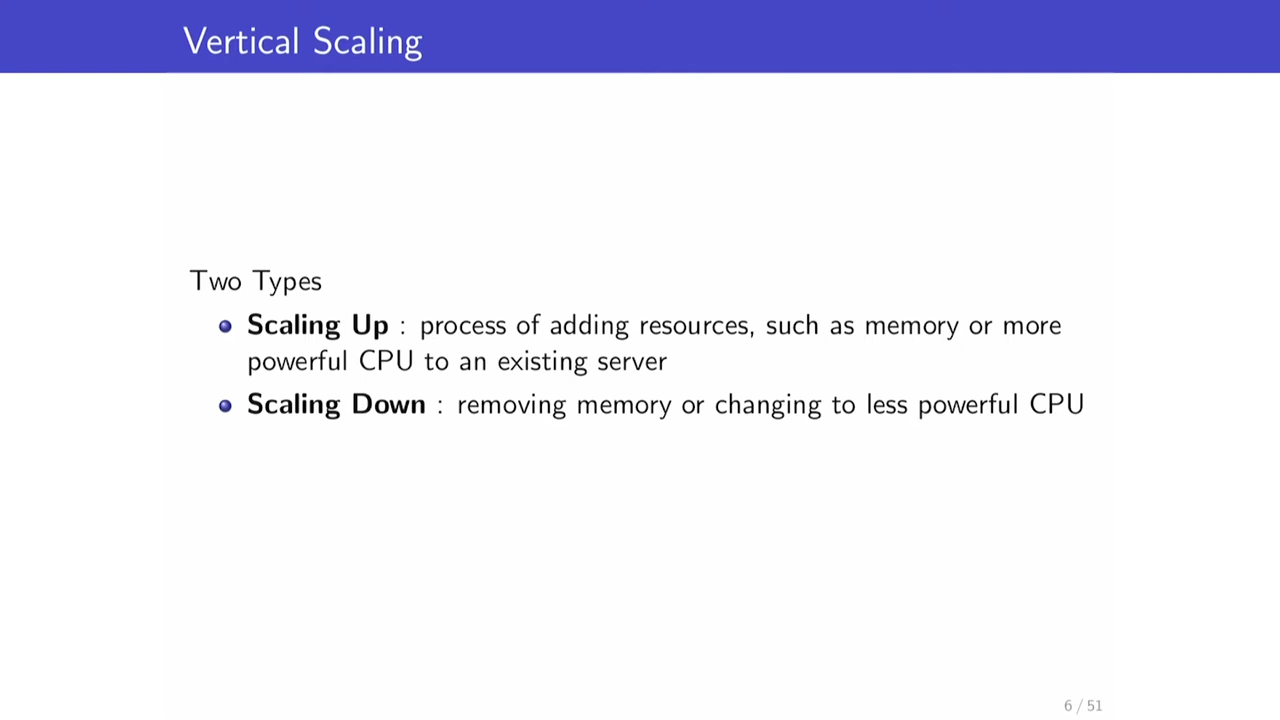 Vertical Scaling
Two Types
Scaling Up : process of adding resources, such as memory or more
powerful CPU to an existing server
Scaling Down : removing memory or changing to less powerful CPU
6 / 51